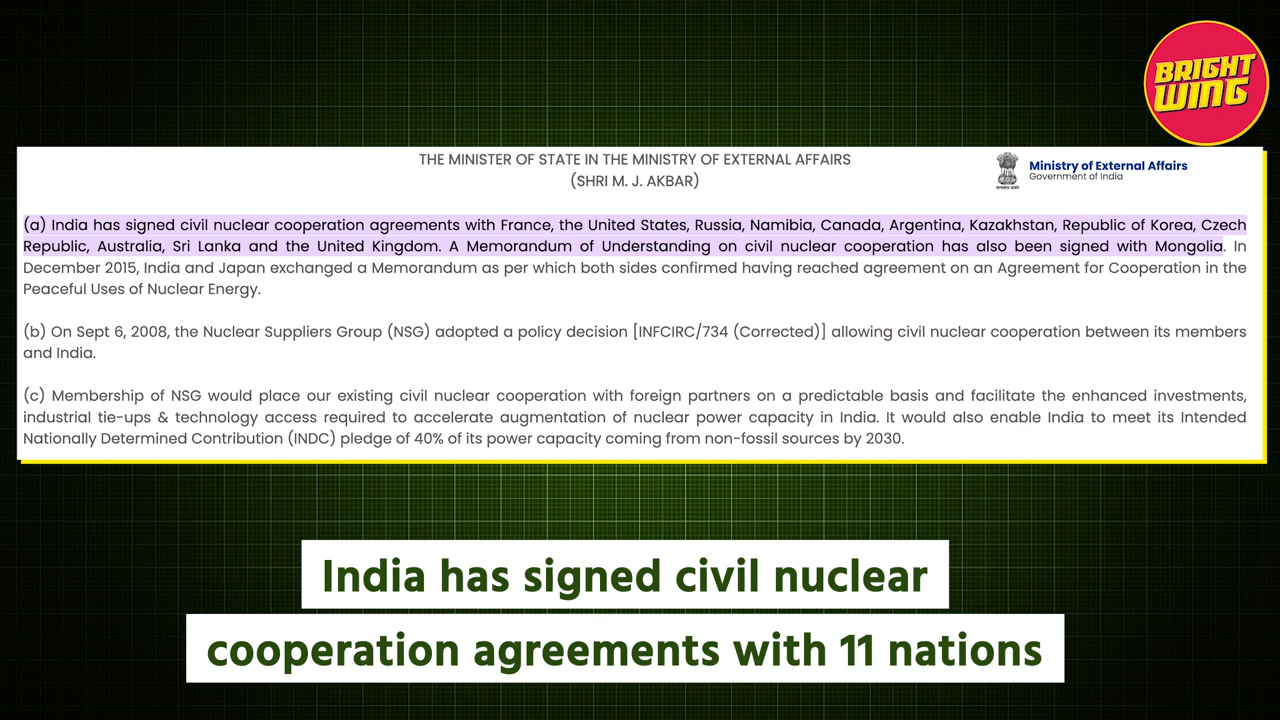 BRIGHT
WING
THE MINISTER OF STATE IN THE MINISTRY OF EXTERNAL AFFAIRS
(SHRI M. J. AKBAR)
Ministry of External Affairs
Government of India
(a) India has signed civil nuclear cooperation agreements with France, the United States, Russia, Namibia, Canada, Argentina, Kazakhstan, Republic of Korea, Czech
Republic, Australia, Sri Lanka and the United Kingdom. A Memorandum of Understanding on civil nuclear cooperation has also been signed with Mongolia. In
December 2015, India and Japan exchanged a Memorandum as per which both sides confirmed having reached agreement on an Agreement for Cooperation in the
Peaceful Uses of Nuclear Energy.
(b) On Sept 6, 2008, the Nuclear Suppliers Group (NSG) adopted a policy decision [INFCIRC/734 (Corrected)] allowing civil nuclear cooperation between its members
and India.
(c) Membership of NSG would place our existing civil nuclear cooperation with foreign partners on a predictable basis and facilitate the enhanced investments,
industrial tie-ups & technology access required to accelerate augmentation of nuclear power capacity in India. It would also enable India to meet its Intended
Nationally Determined Contribution (INDC) pledge of 40% of its power capacity coming from non-fossil sources by 2030.
India has signed civil nuclear
cooperation agreements with 11 nations